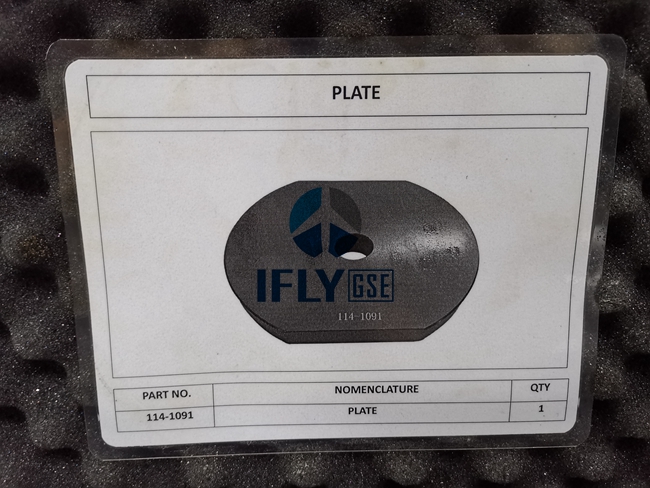 PLATE
IFLY GSE
114-1091
PART NO. NOMENCLATURE QTY
114-1091 PLATE 1